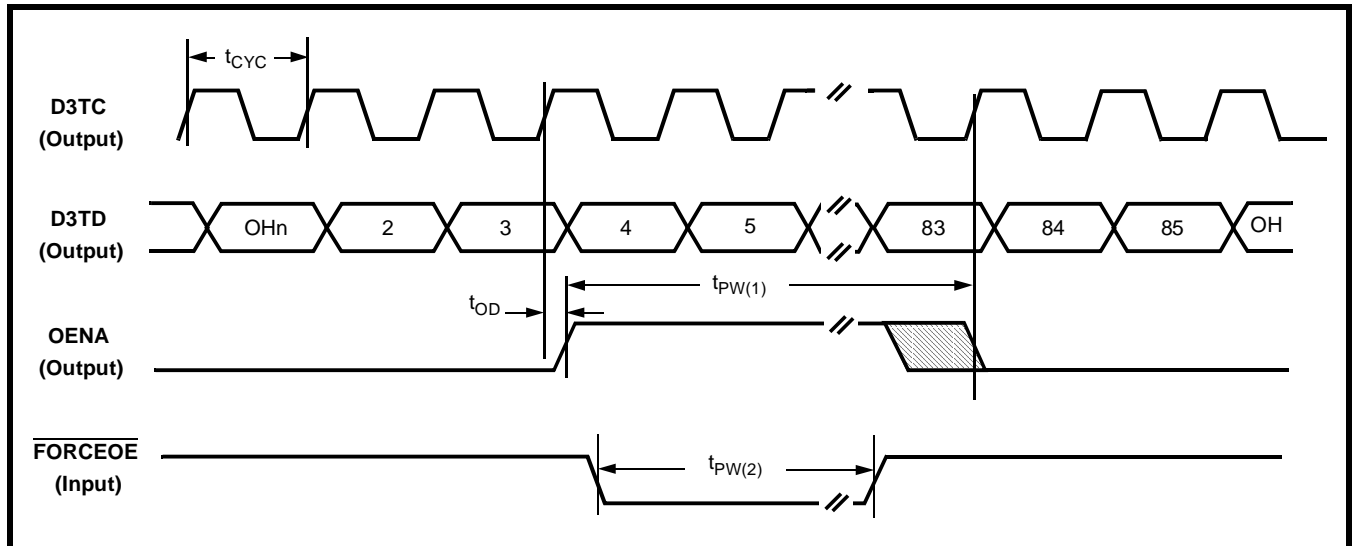 tCYC
D3TC
(Output)
D3TD
(Output)
OHn 2 3 4 5 83 84 85 OH
tPW(1)
tOD
OENA
(Output)
FORCEOE
(Input)
tPW(2)